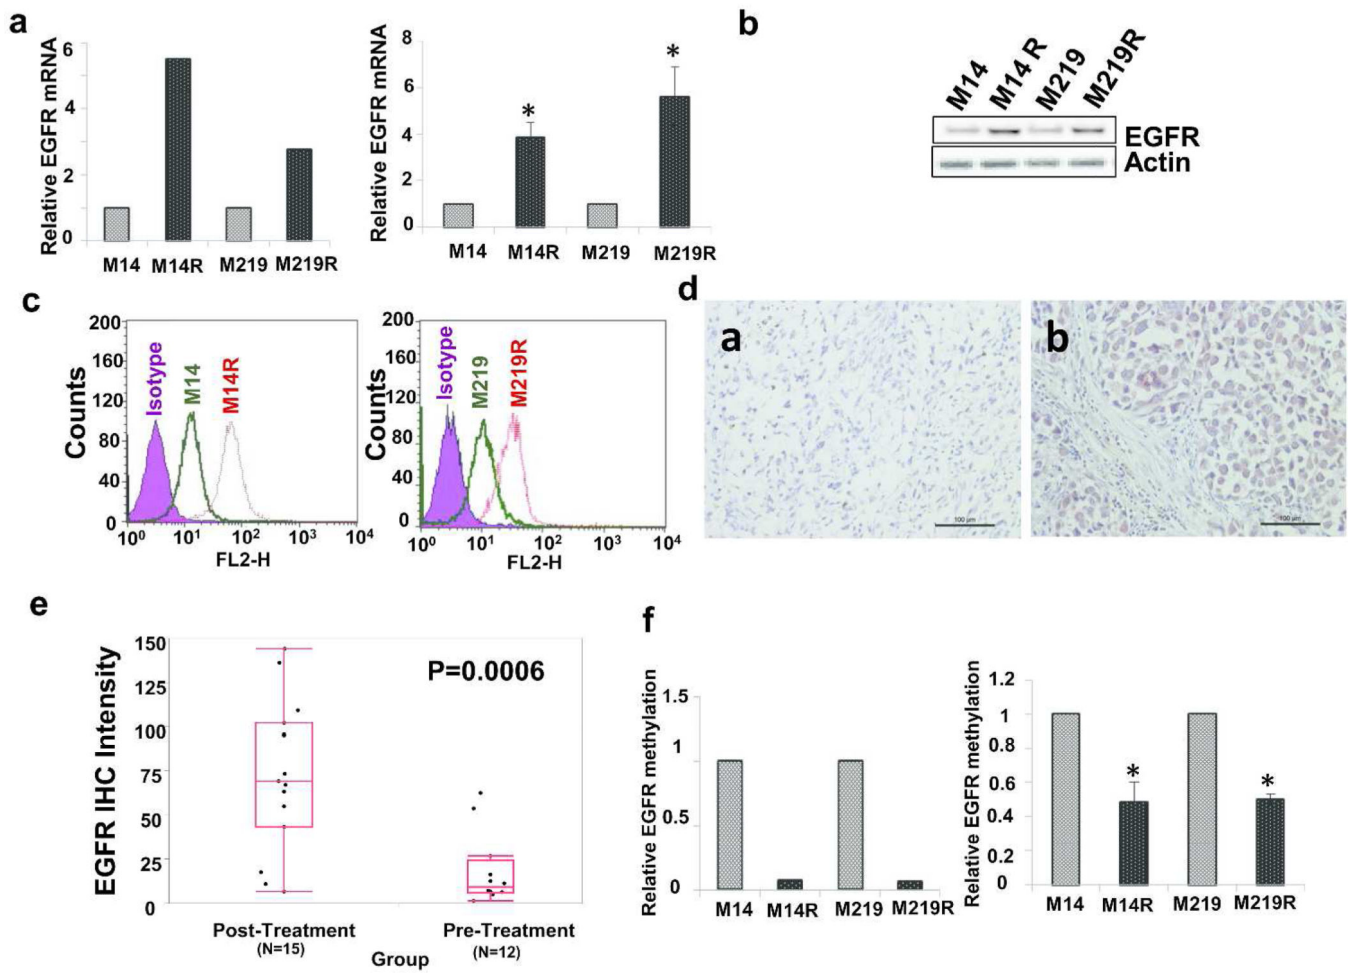 a
Relative EGFR mRNA
6
4
2
0
M14 M14R M219 M219R
Relative EGFR mRNA
8
6
4
2
0
*
*
M14 M14R M219 M219R
b
M14 M14 R M219 M219R
EGFR
Actin
c
Counts
200
160
120
80
40
0
Isotype
M14
M14R
10^0 10^1 10^2 10^3 10^4
FL2-H
Counts
200
160
120
80
40
0
Isotype
M219
M219R
10^0 10^1 10^2 10^3 10^4
FL2-H
d
a
100 µm
b
100 µm
e
EGFR IHC Intensity
150
125
100
75
50
25
0
P=0.0006
Post-Treatment Pre-Treatment
(N=15) (N=12)
Group
f
Relative EGFR methylation
1.5
1
0.5
0
M14 M14R M219 M219R
Relative EGFR methylation
1.2
1
0.8
0.6
0.4
0.2
0
*
*
M14 M14R M219 M219R